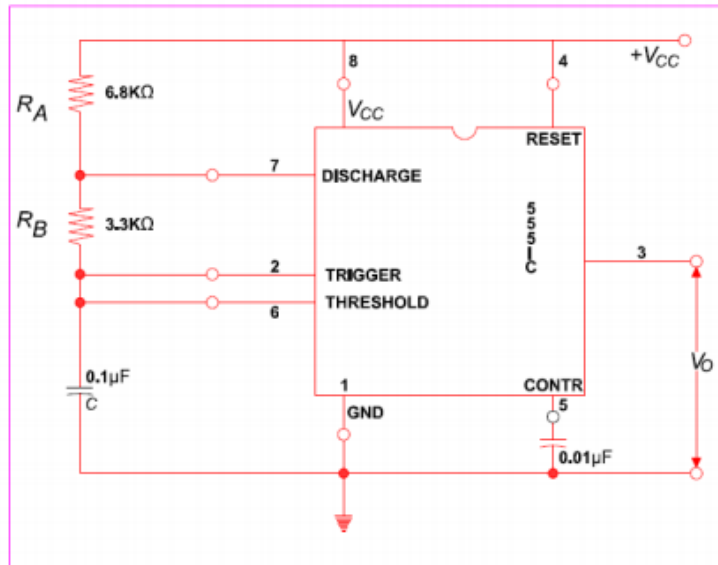 8
4
+VCC
RA
6.8KΩ
VCC
RESET
7
DISCHARGE
RB
3.3KΩ
555IC
3
2
TRIGGER
6
THRESHOLD
0.1µF
C
1
CONTR
VO
GND
5
0.01µF